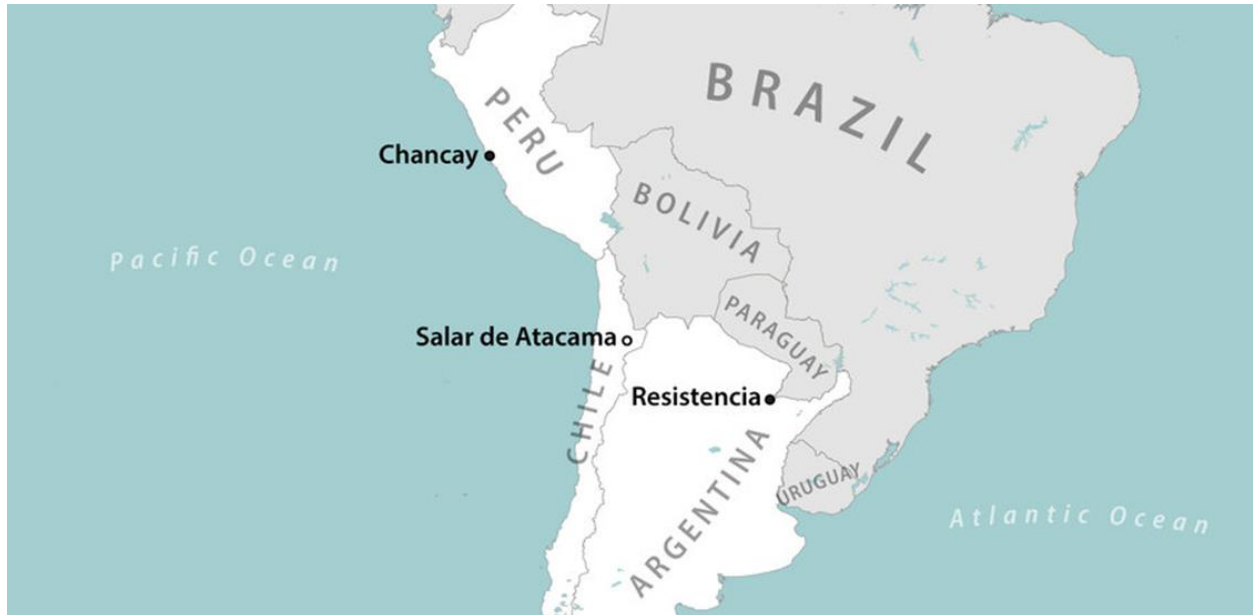 BRAZIL
PERU
Chancay
BOLIVIA
Pacific Ocean
PARAGUAY
Salar de Atacama
CHILE
Resistencia
ARGENTINA
URUGUAY
Atlantic Ocean